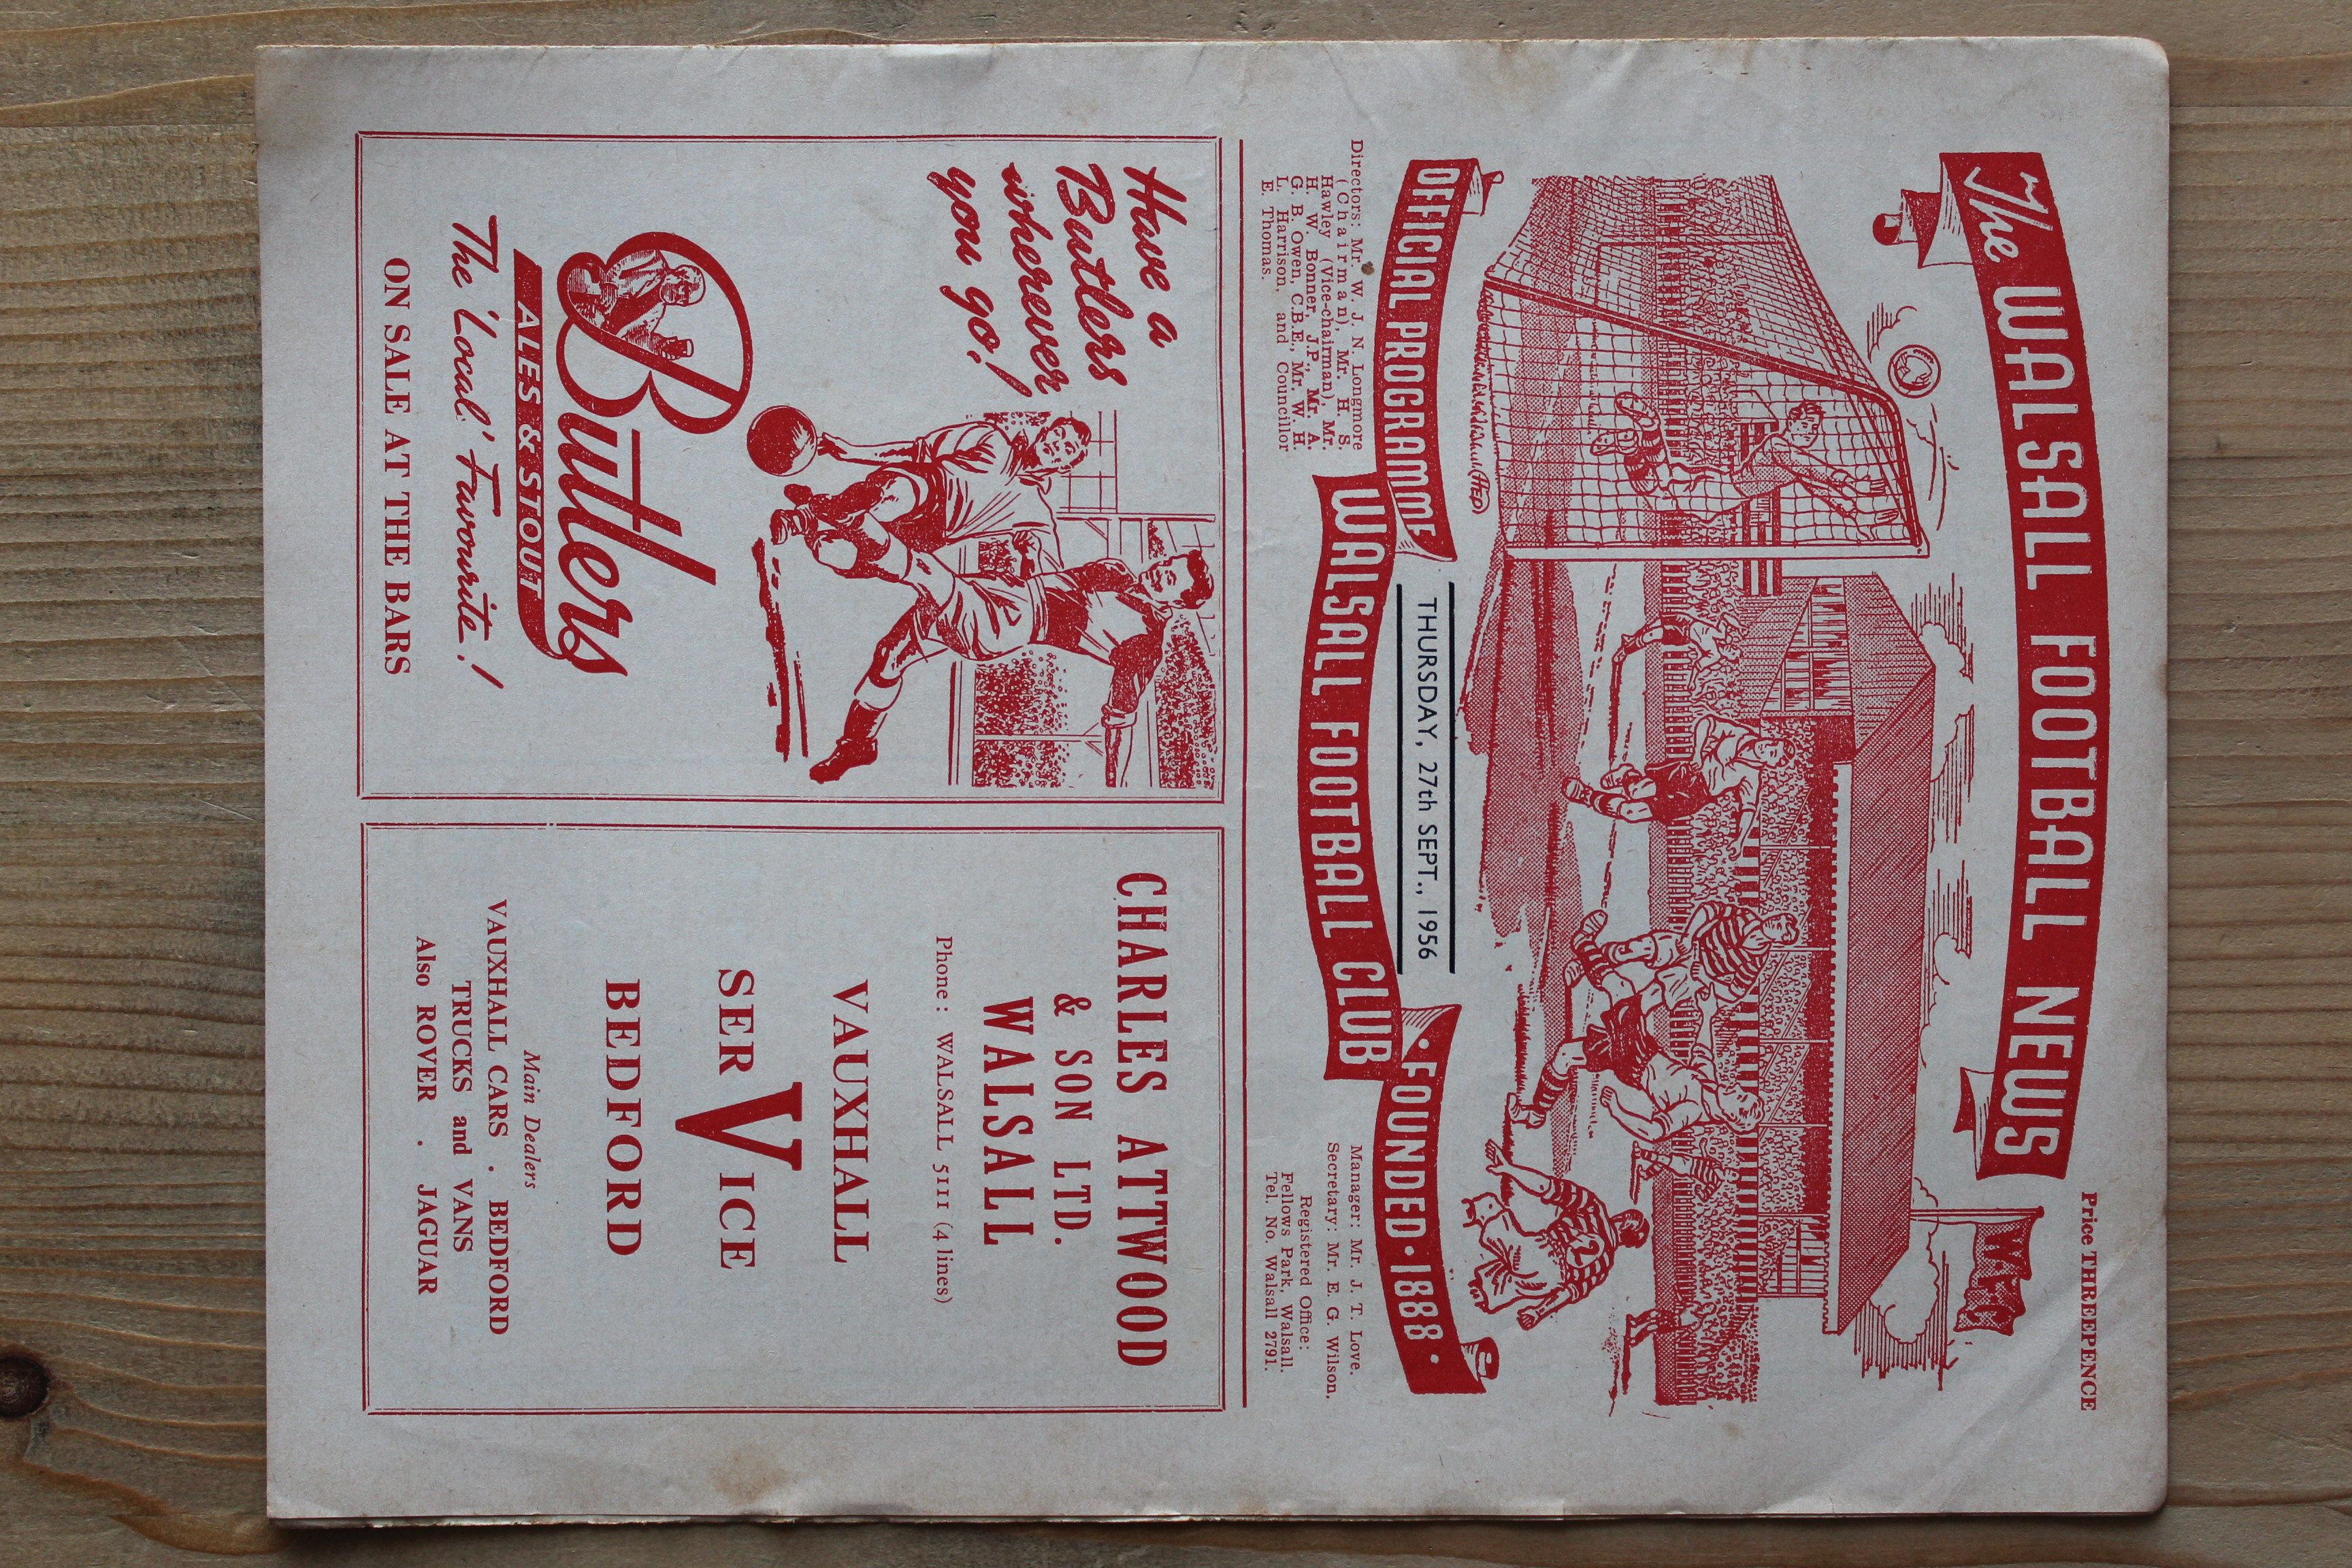 Price THREEPENCE
The WALSALL FOOTBALL NEWS
W.F.C
HEP
2
OFFICIAL PROGRAMME
THURSDAY, 27th SEPT., 1956
• FOUNDED • 1888 •
WALSALL FOOTBALL CLUB
Directors: Mr. W. J. N. Longmore
(Chairman), Mr. H. S.
Hawley (Vice-chairman), Mr.
H. W. Bonner, J.P., Mr. A.
G. B. Owen, C.B.E., Mr. W. H.
L. Harrison, and Councillor
E. Thomas.
Manager: Mr. J. T. Love.
Secretary: Mr. E. G. Wilson.
Registered Office:
Fellows Park, Walsall.
Tel. No. Walsall 2791.
Have a
Butlers
wherever
you go!
Butlers
ALES & STOUT
The 'Local' Favourite!
ON SALE AT THE BARS
CHARLES ATTWOOD
& SON LTD.
WALSALL
Phone: WALSALL 5111 (4 lines)
VAUXHALL
SERVICE
BEDFORD
Main Dealers
VAUXHALL CARS . BEDFORD
TRUCKS and VANS
Also ROVER . JAGUAR